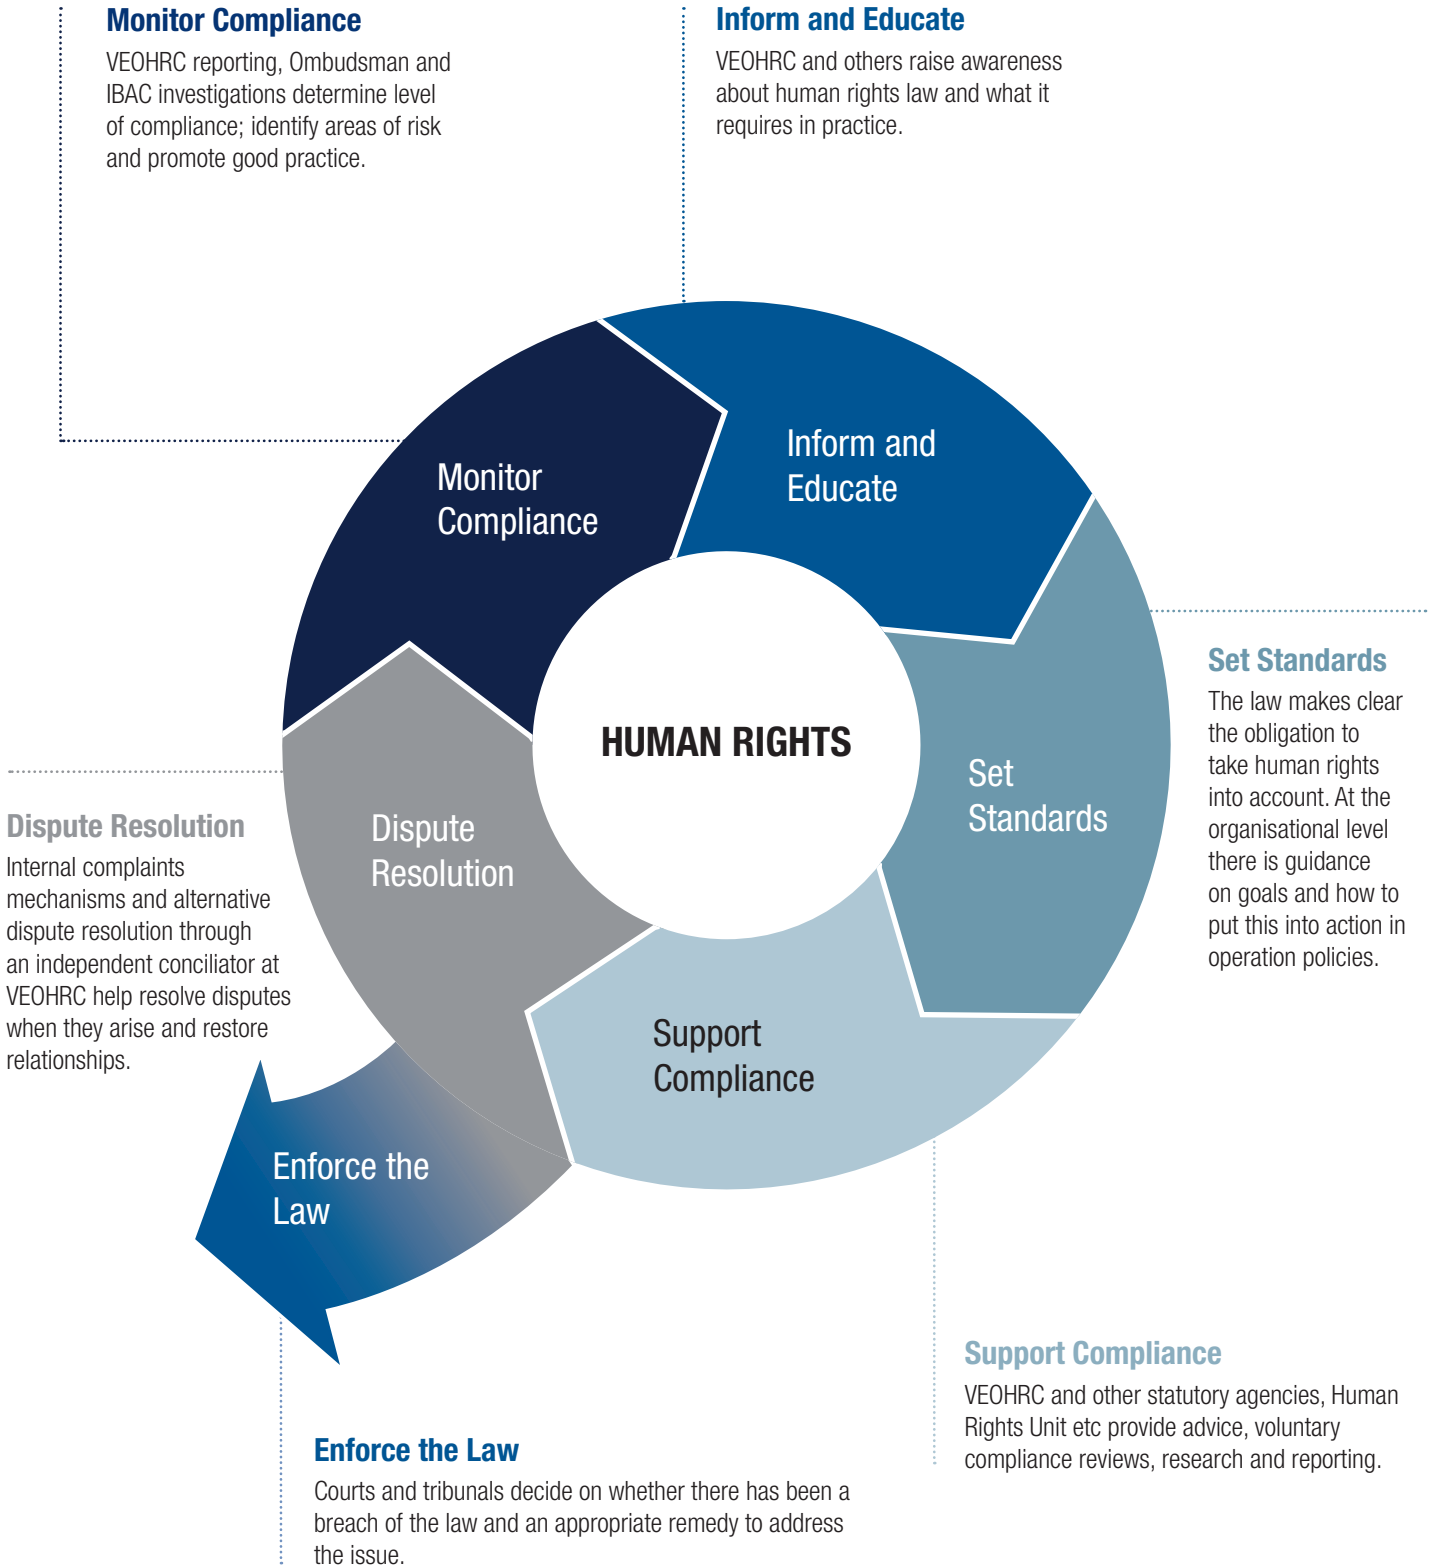 Monitor Compliance
VEOHRC reporting, Ombudsman and
IBAC investigations determine level
of compliance; identify areas of risk
and promote good practice.
Inform and Educate
VEOHRC and others raise awareness
about human rights law and what it
requires in practice.
Monitor
Compliance
Inform and
Educate
HUMAN RIGHTS
Set
Standards
Dispute
Resolution
Support
Compliance
Enforce the
Law
Set Standards
The law makes clear
the obligation to
take human rights
into account. At the
organisational level
there is guidance
on goals and how to
put this into action in
operation policies.
Dispute Resolution
Internal complaints
mechanisms and alternative
dispute resolution through
an independent conciliator at
VEOHRC help resolve disputes
when they arise and restore
relationships.
Support Compliance
VEOHRC and other statutory agencies, Human
Rights Unit etc provide advice, voluntary
compliance reviews, research and reporting.
Enforce the Law
Courts and tribunals decide on whether there has been a
breach of the law and an appropriate remedy to address
the issue.